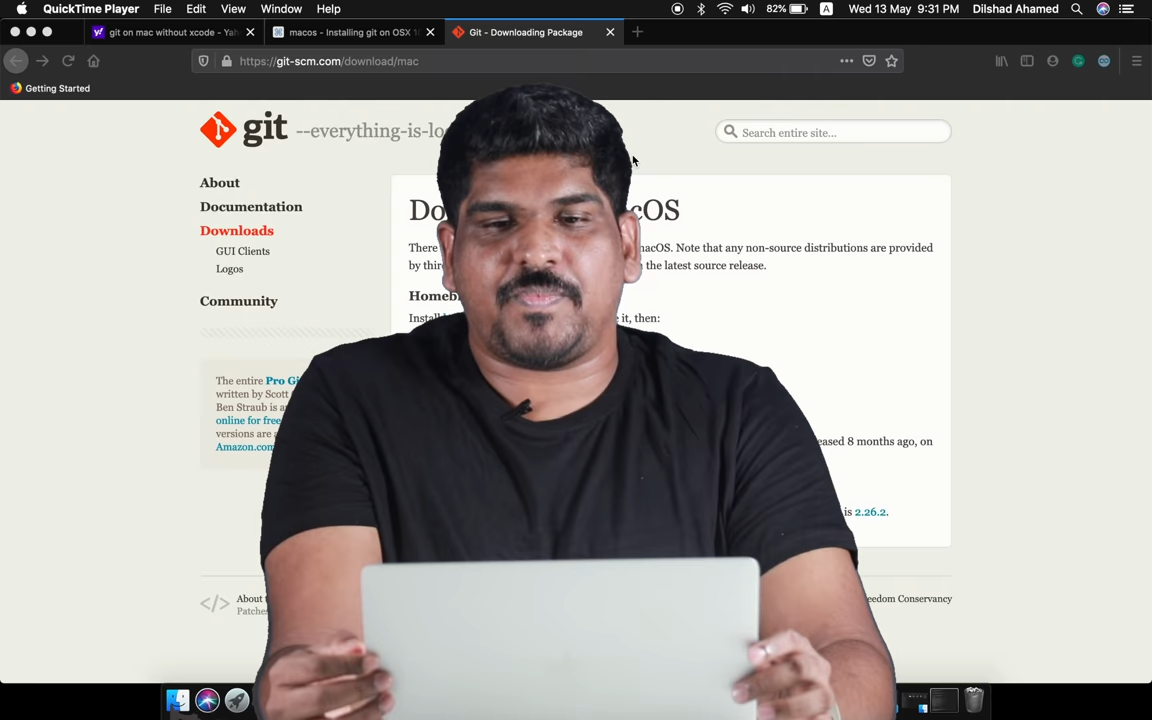 QuickTime Player File Edit View Window Help 82% A Wed 13 May 9:31 PM Dilshad Ahamed
git on mac without xcode - Yah
macos - Installing git on OSX 10
Git - Downloading Package
https://git-scm.com/download/mac
Getting Started
git --everything-is-lo
Search entire site...
About
Documentation
Downloads
GUI Clients
Logos
Community
The entire Pro Gi
written by Scott
Ben Straub is a
online for free
versions are a
Amazon.com
Do cOS
There macOS. Note that any non-source distributions are provided
by thir the latest source release.
Homeb
Install e it, then:
eased 8 months ago, on
is 2.26.2.
</> About t
Patche
eedom Conservancy